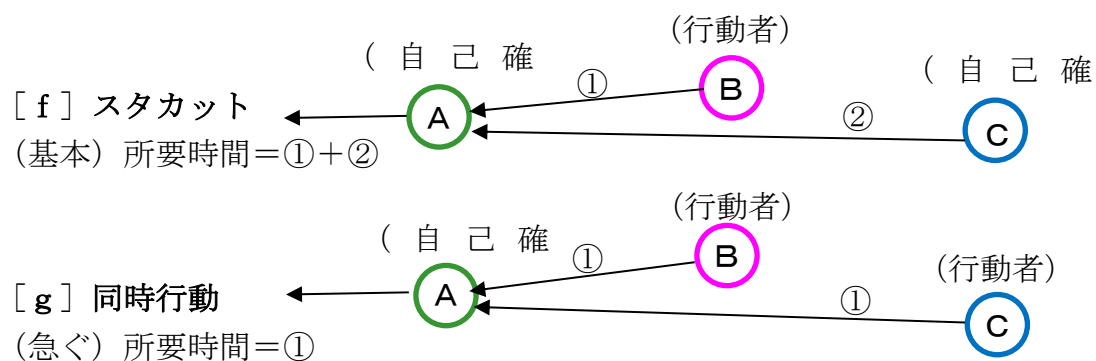 (行動者)
( 自 己 確
( 自 己 確
① B
[ f ] スタカット
A
②
C
(基本) 所要時間=①+②
(行動者)
( 自 己 確
① B
(行動者)
[ g ] 同時行動
A
①
C
(急ぐ) 所要時間=①